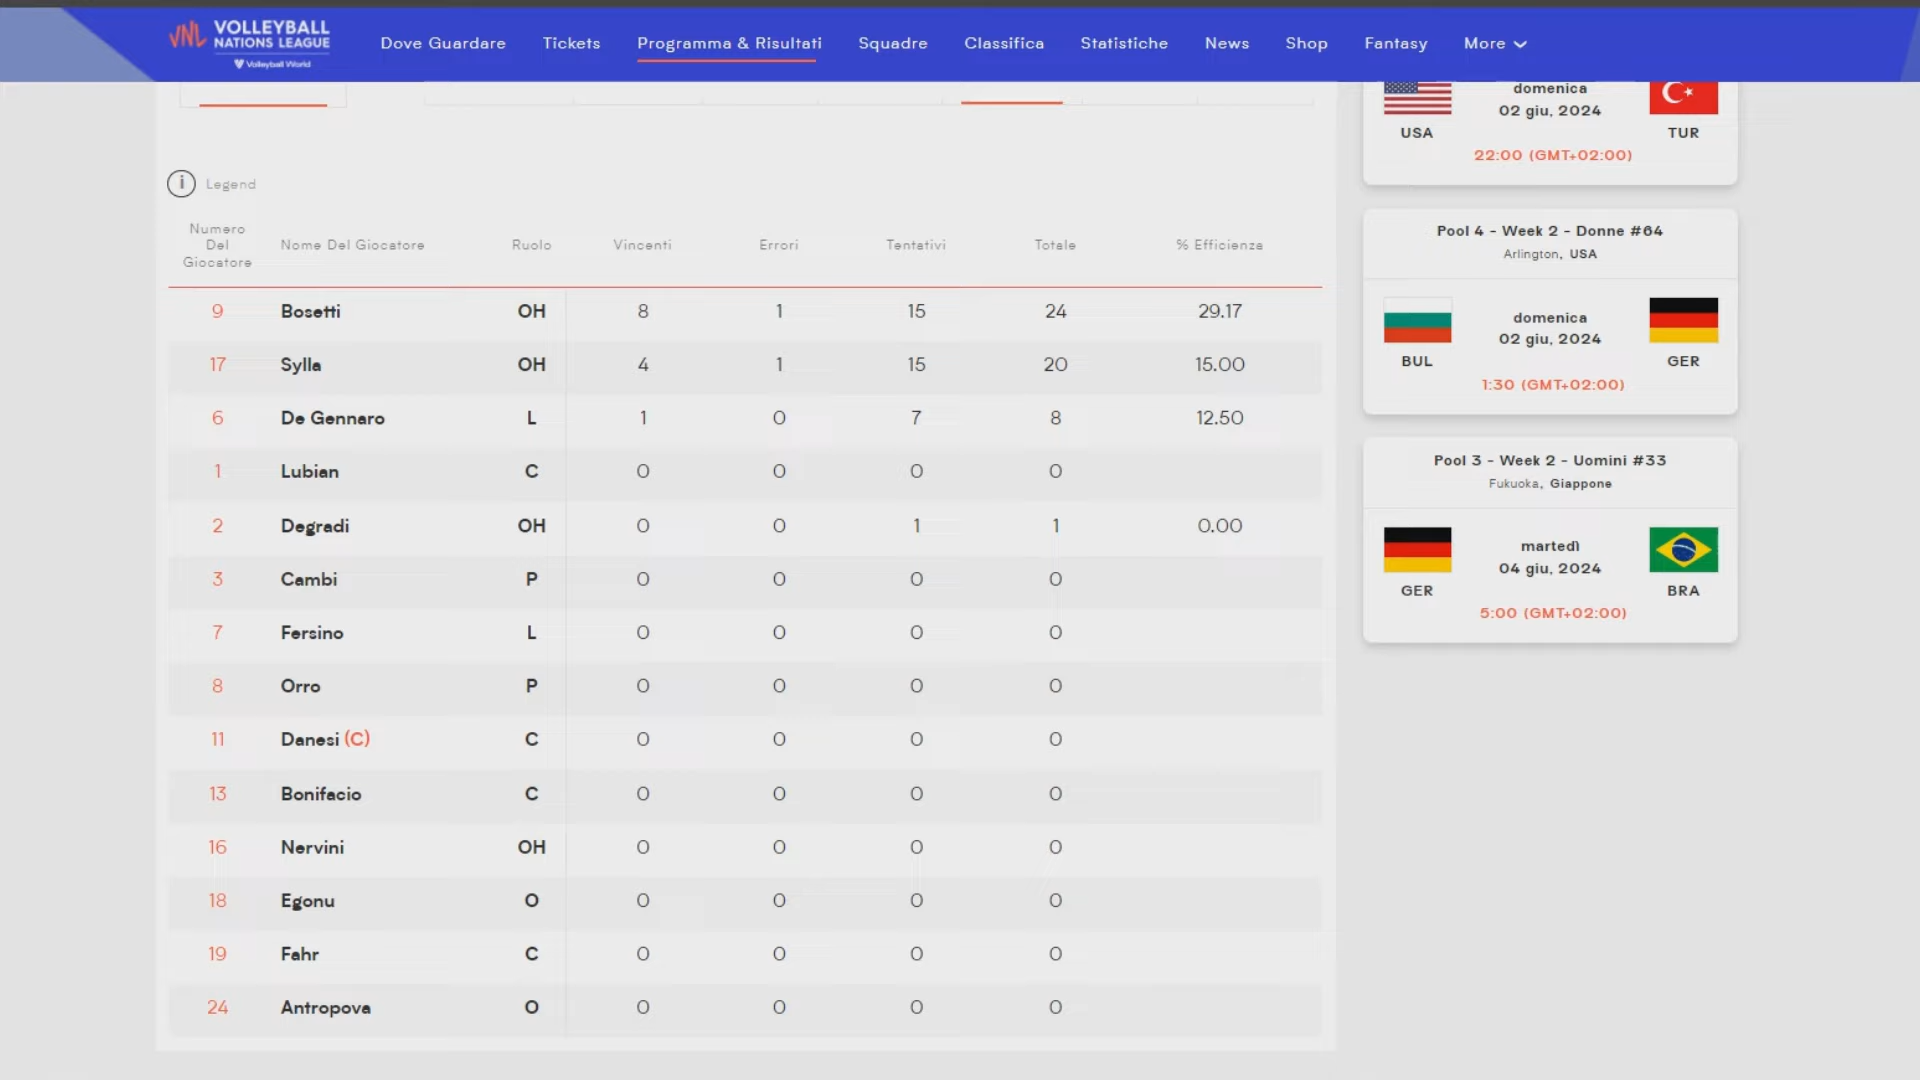 VOLLEYBALL
NATIONS LEAGUE
Volleyball World
Dove Guardare Tickets Programma & Risultati Squadre Classifica Statistiche News Shop Fantasy More
domenica
02 giu, 2024
USA TUR
22:00 (GMT+02:00)
i Legend
Numero Del Giocatore Nome Del Giocatore Ruolo Vincenti Errori Tentativi Totale % Efficienza
9 Bosetti OH 8 1 15 24 29.17
17 Sylla OH 4 1 15 20 15.00
6 De Gennaro L 1 0 7 8 12.50
1 Lubian C 0 0 0 0
2 Degradi OH 0 0 1 1 0.00
3 Cambi P 0 0 0 0
7 Fersino L 0 0 0 0
8 Orro P 0 0 0 0
11 Danesi (C) C 0 0 0 0
13 Bonifacio C 0 0 0 0
16 Nervini OH 0 0 0 0
18 Egonu O 0 0 0 0
19 Fahr C 0 0 0 0
24 Antropova O 0 0 0 0
Pool 4 - Week 2 - Donne #64
Arlington, USA
domenica
02 giu, 2024
BUL GER
1:30 (GMT+02:00)
Pool 3 - Week 2 - Uomini #33
Fukuoka, Giappone
martedì
04 giu, 2024
GER BRA
5:00 (GMT+02:00)